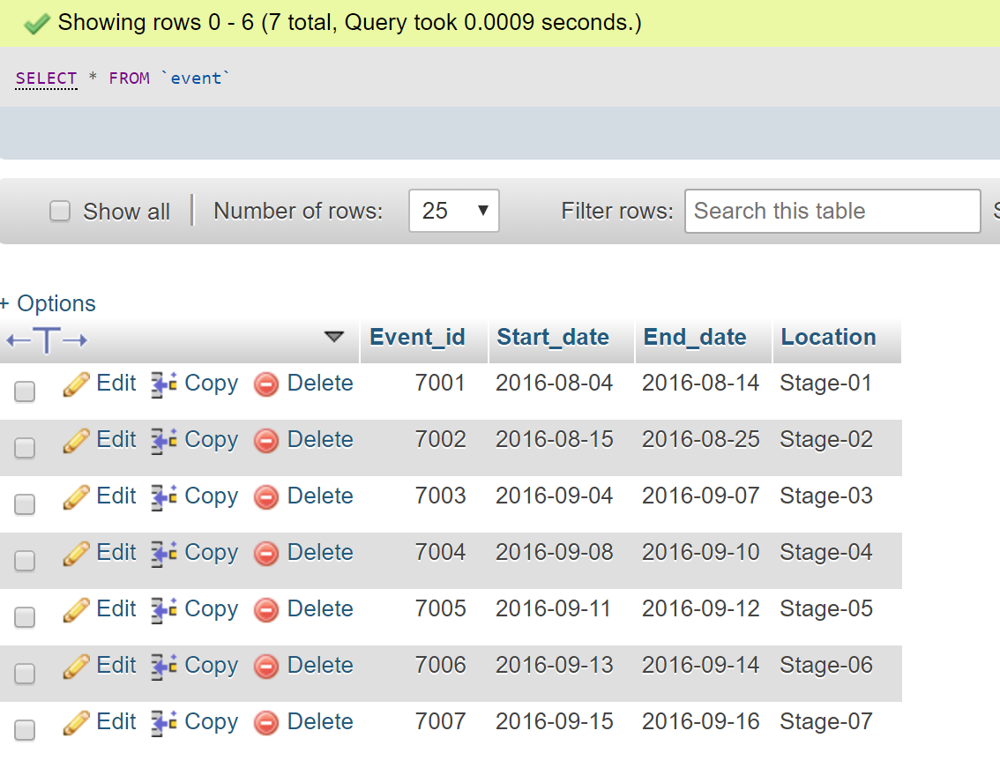 Showing rows 0 - 6 (7 total, Query took 0.0009 seconds.)
SELECT * FROM `event`
Show all Number of rows: 25 ▼ Filter rows: Search this table S
+ Options
←T→ ▼ Event_id Start_date End_date Location
Edit Copy Delete 7001 2016-08-04 2016-08-14 Stage-01
Edit Copy Delete 7002 2016-08-15 2016-08-25 Stage-02
Edit Copy Delete 7003 2016-09-04 2016-09-07 Stage-03
Edit Copy Delete 7004 2016-09-08 2016-09-10 Stage-04
Edit Copy Delete 7005 2016-09-11 2016-09-12 Stage-05
Edit Copy Delete 7006 2016-09-13 2016-09-14 Stage-06
Edit Copy Delete 7007 2016-09-15 2016-09-16 Stage-07